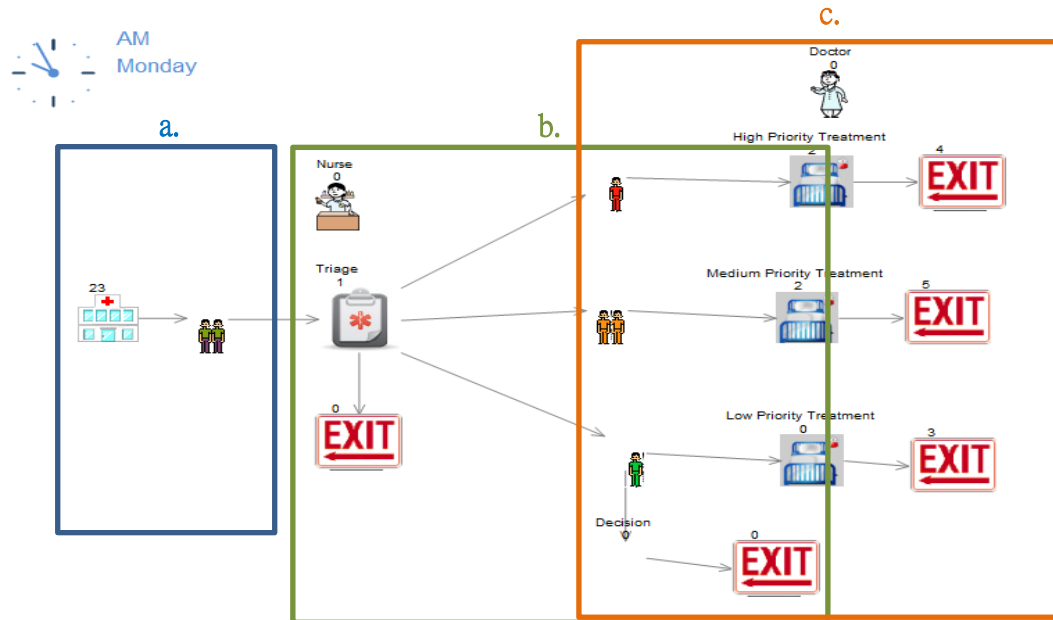 c.
AM
Monday
Doctor
0
a.
b.
High Priority Treatment
2
4
EXIT
Nurse
0
Triage
1
Medium Priority Treatment
2
5
EXIT
23
0
EXIT
Low Priority Treatment
0
3
EXIT
Decision
0
0
EXIT